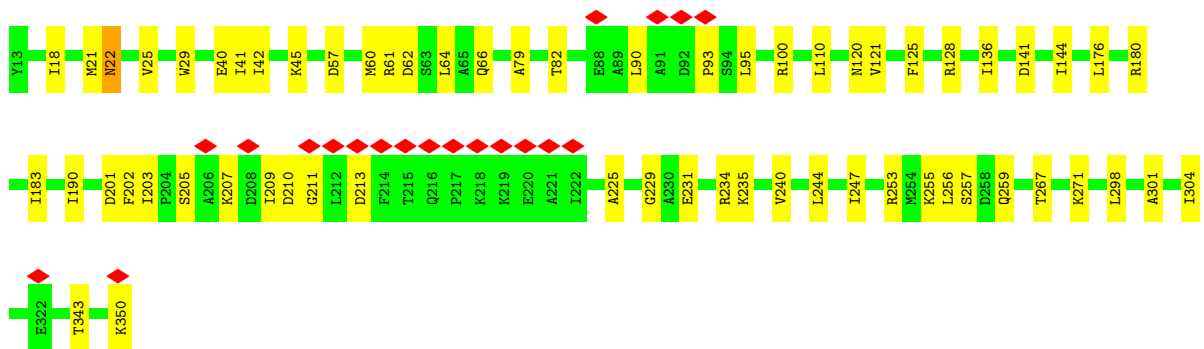 Y13 I18 M21 N22 V25 W29 E40 I41 I42 K45 D57 M60 R61 D62 S63 L64 A65 Q66 A79 T82 E88 A89 L90 A91 D92 P93 S94 L95 R100 L110 N120 V121 F125 R128 I136 D141 I144 L176 R180
I183 I190 D201 F202 I203 P204 S205 A206 K207 D208 I209 D210 G211 L212 D213 F214 T215 Q216 P217 K218 K219 E220 A221 I222 A225 G229 A230 E231 R234 K235 V240 L244 I247 R253 M254 K255 L256 S257 D258 Q259 T267 K271 L298 A301 I304
E322 T343 K350